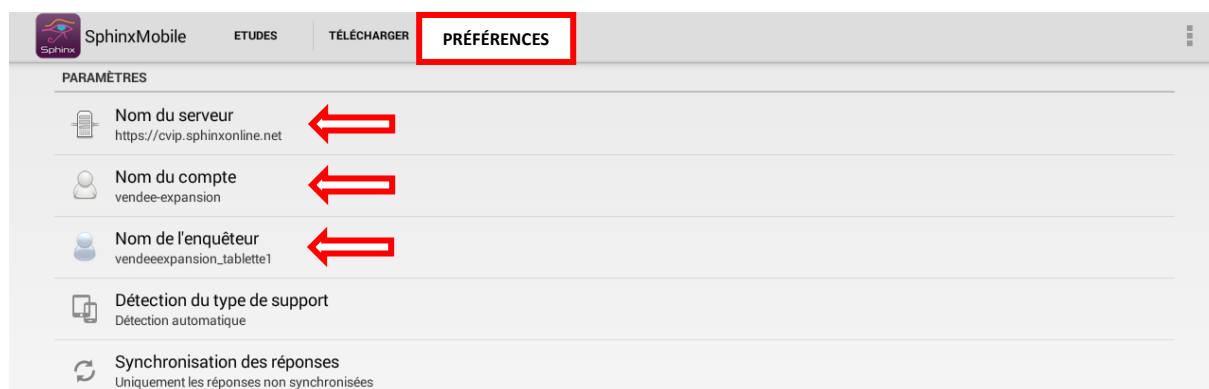 Sphinx
SphinxMobile ETUDES TÉLÉCHARGER PRÉFÉRENCES
PARAMÈTRES
Nom du serveur
https://cvip.sphinxonline.net
Nom du compte
vendee-expansion
Nom de l'enquêteur
vendeeexpansion_tablette1
Détection du type de support
Détection automatique
Synchronisation des réponses
Uniquement les réponses non synchronisées